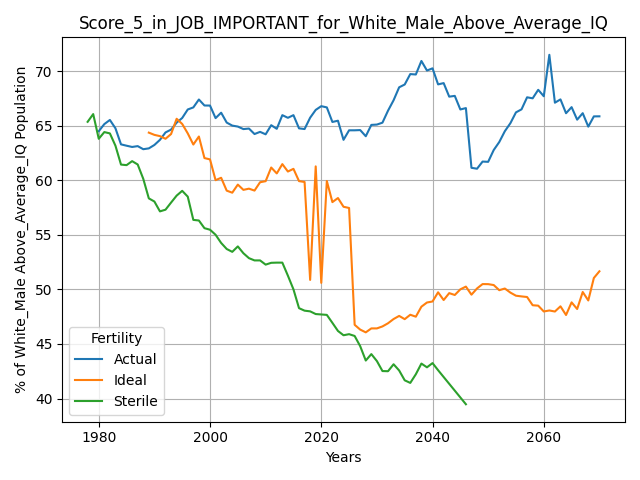 Score_5_in_JOB_IMPORTANT_for_White_Male_Above_Average_IQ
% of White_Male Above_Average_IQ Population
70
65
60
55
50
45
40
Fertility
Actual
Ideal
Sterile
1980
2000
2020
2040
2060
Years